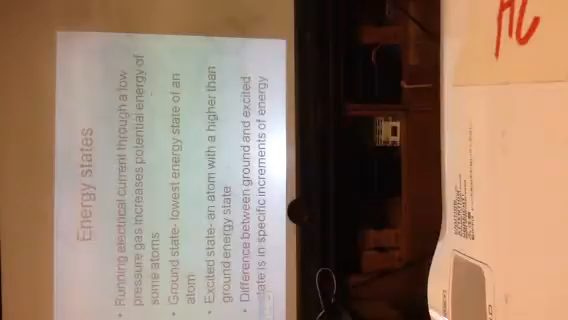 Energy states
• Running electrical current through a low
pressure gas increases potential energy of
some atoms
• Ground state- lowest energy state of an
atom
• Excited state- an atom with a higher than
ground energy state
• Difference between ground and excited
state is in specific increments of energy